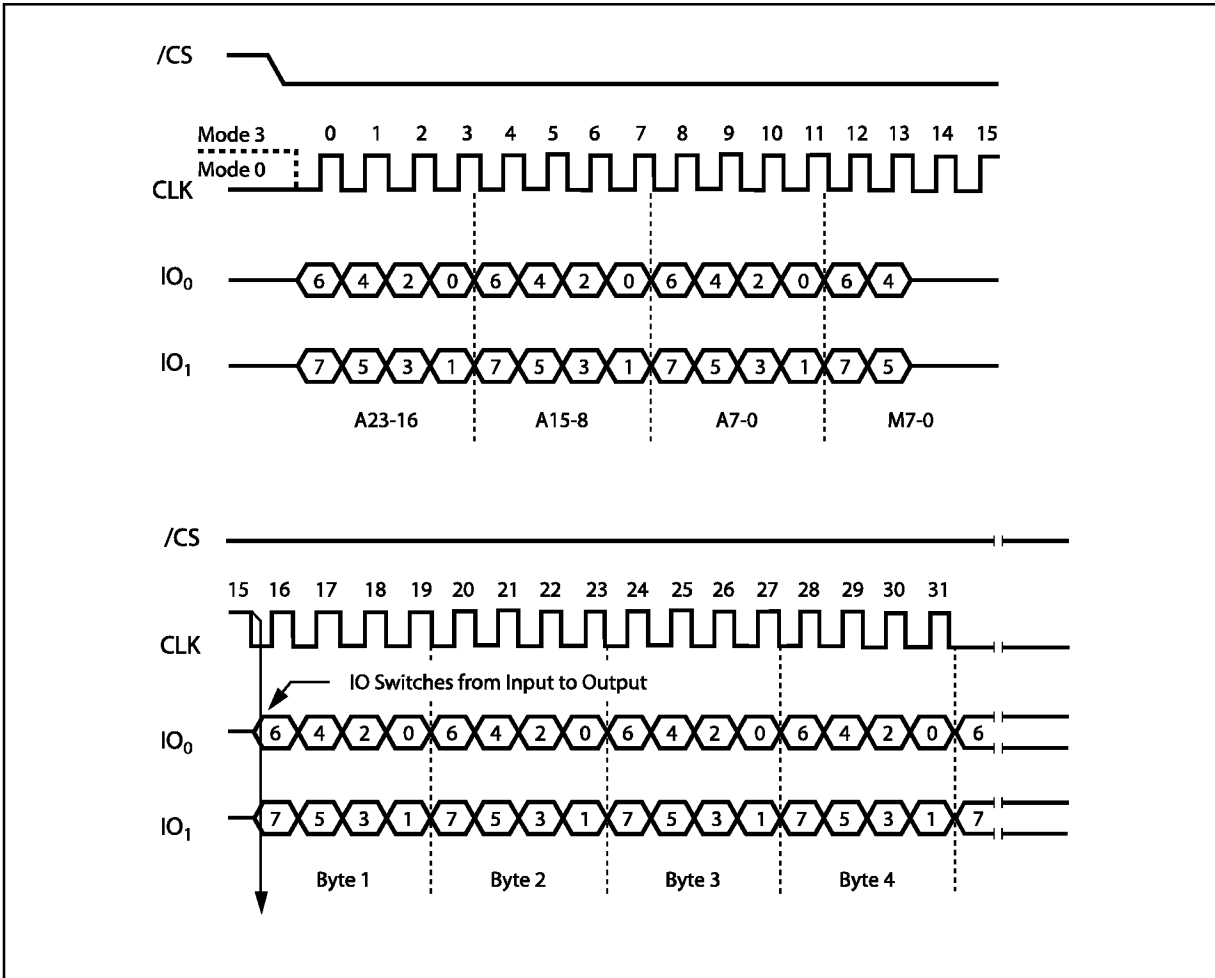 /CS
Mode 3
0 1 2 3 4 5 6 7 8 9 10 11 12 13 14 15
Mode 0
CLK
IO0 6 4 2 0 6 4 2 0 6 4 2 0 6 4
IO1 7 5 3 1 7 5 3 1 7 5 3 1 7 5
A23-16 A15-8 A7-0 M7-0
/CS
15 16 17 18 19 20 21 22 23 24 25 26 27 28 29 30 31
CLK
IO Switches from Input to Output
IO0 6 4 2 0 6 4 2 0 6 4 2 0 6 4 2 0 6
IO1 7 5 3 1 7 5 3 1 7 5 3 1 7 5 3 1 7
Byte 1 Byte 2 Byte 3 Byte 4